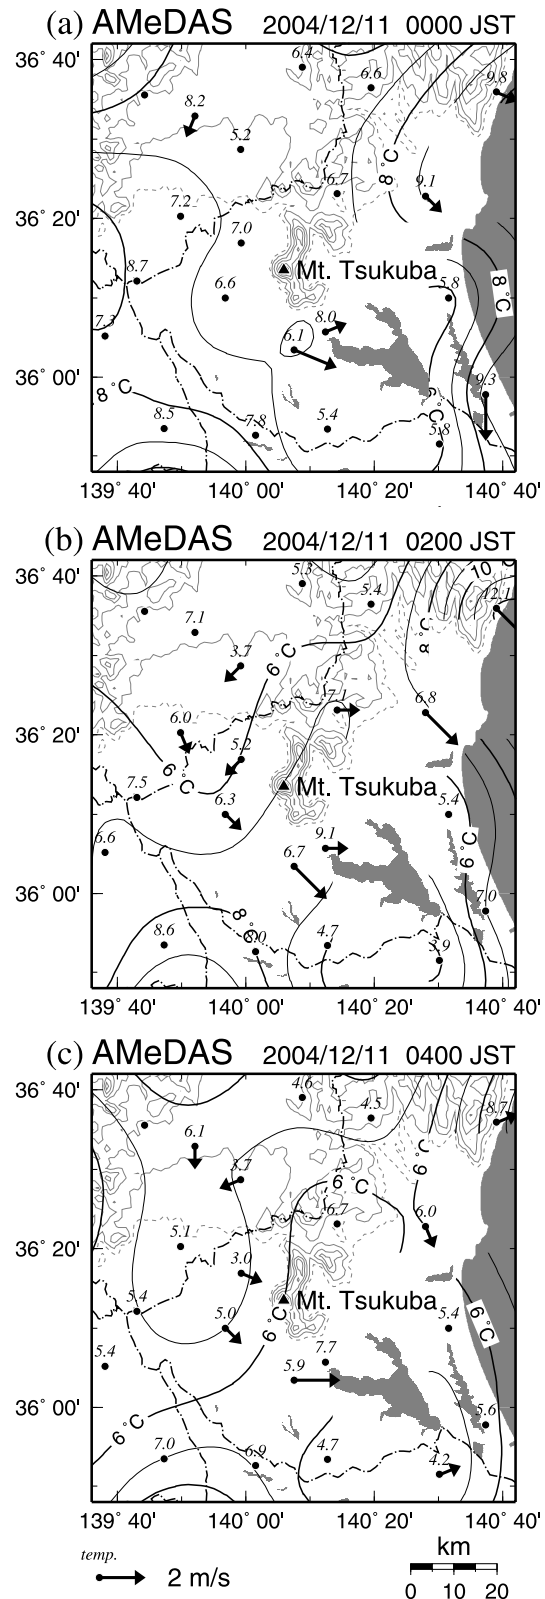 (a) AMeDAS 2004/12/11 0000 JST
36° 40'
6.4
6.6
9.8
8.2
5.2
8°C
6.7
9.1
36° 20'
7.2
7.0
Mt. Tsukuba
8.7
6.6
5.8
8°C
8.0
7.3
6.1
36° 00'
8°C
9.3
8.5
7.8
5.4
5.8
139° 40' 140° 00' 140° 20' 140° 40'
(b) AMeDAS 2004/12/11 0200 JST
36° 40'
5.3
10
5.4
12.1
7.1
3.7
6°C
8°C
7.1
6.8
36° 20'
6.0
5.2
6°C
Mt. Tsukuba
7.5
6.3
5.4
9.1
6.6
6.7
6°C
36° 00'
7.0
8.6
8.0
4.7
3.9
139° 40' 140° 00' 140° 20' 140° 40'
(c) AMeDAS 2004/12/11 0400 JST
36° 40'
4.6
4.5
8.7
6.1
3.7
6°C
6°C
6.7
6.0
36° 20'
5.1
3.0
Mt. Tsukuba
5.4
5.0
6°C
5.4
6°C
7.7
5.4
5.9
36° 00'
6°C
5.6
7.0
6.9
4.7
4.2
139° 40' 140° 00' 140° 20' 140° 40'
temp.
2 m/s
km
0 10 20